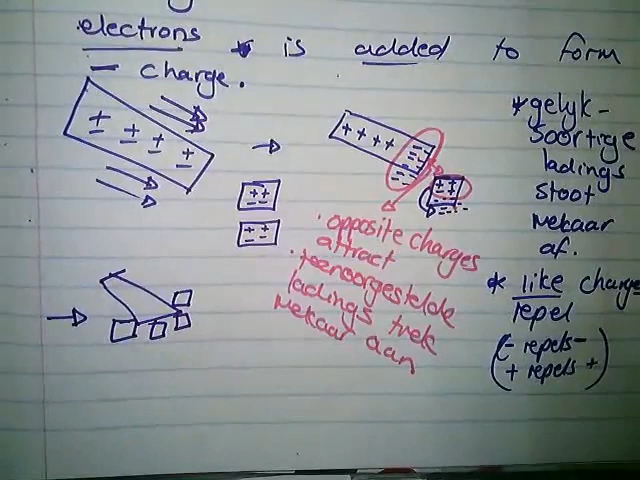 electrons is added to form
- charge.
± ± ± ±
++++
* gelyk-
soortige
ladings
stoot
mekaar
af.
· opposite charges
attract
· teenoorgestelde
ladings trek
mekaar aan
* like charge
repel
(- repels -
+ repels +)